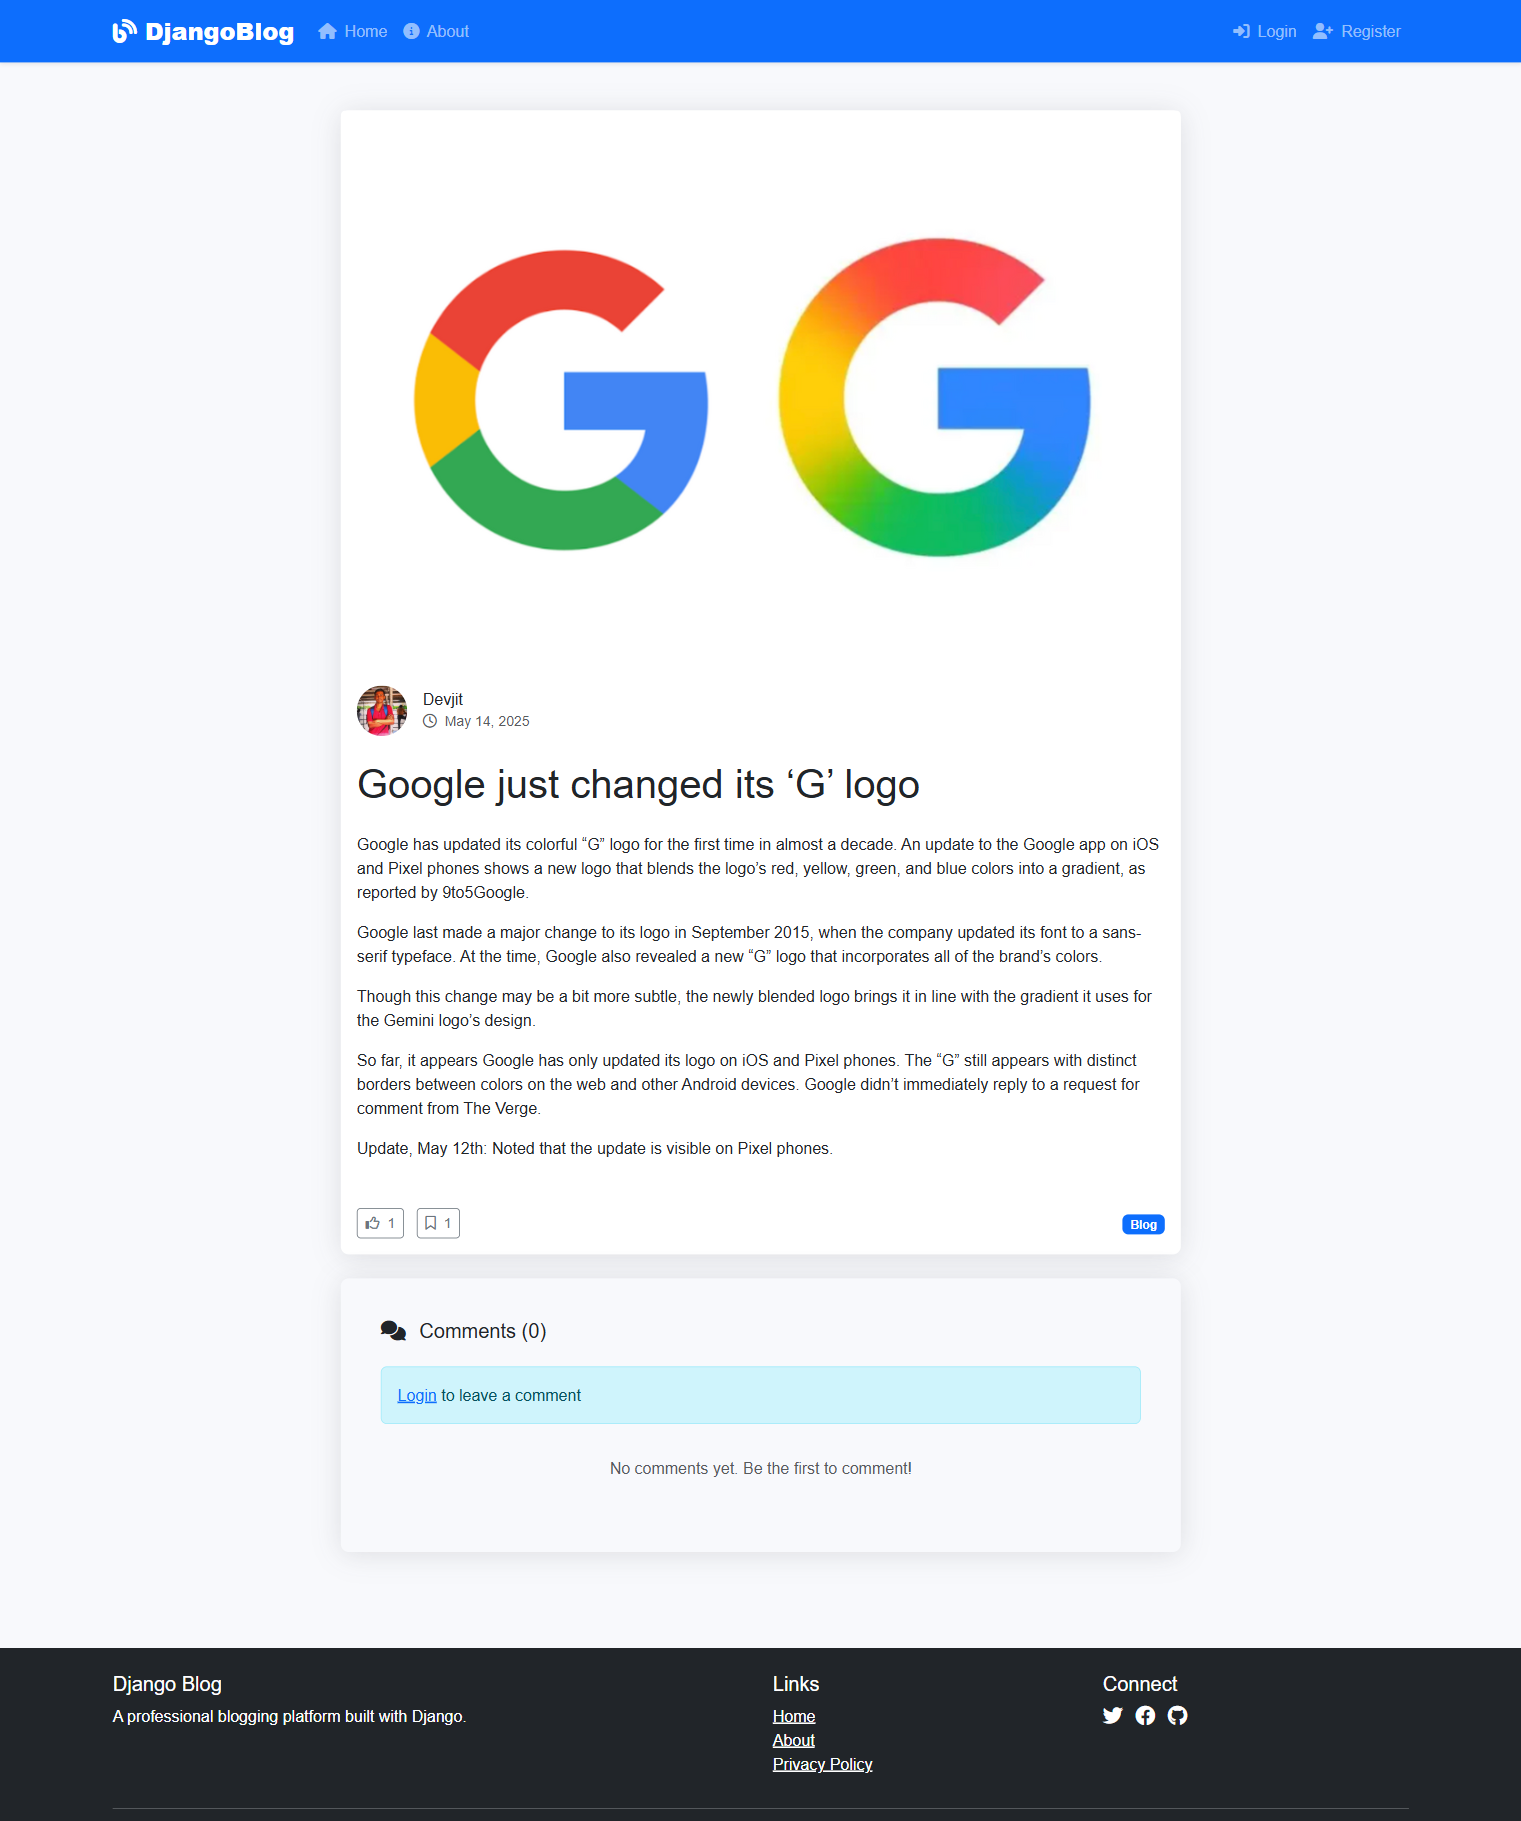 DjangoBlog Home About Login Register
Devjit
May 14, 2025
Google just changed its ‘G’ logo
Google has updated its colorful “G” logo for the first time in almost a decade. An update to the Google app on iOS
and Pixel phones shows a new logo that blends the logo’s red, yellow, green, and blue colors into a gradient, as
reported by 9to5Google.
Google last made a major change to its logo in September 2015, when the company updated its font to a sans-
serif typeface. At the time, Google also revealed a new “G” logo that incorporates all of the brand’s colors.
Though this change may be a bit more subtle, the newly blended logo brings it in line with the gradient it uses for
the Gemini logo’s design.
So far, it appears Google has only updated its logo on iOS and Pixel phones. The “G” still appears with distinct
borders between colors on the web and other Android devices. Google didn’t immediately reply to a request for
comment from The Verge.
Update, May 12th: Noted that the update is visible on Pixel phones.
1 1 Blog
Comments (0)
Login to leave a comment
No comments yet. Be the first to comment!
Django Blog
A professional blogging platform built with Django.
Links
Home
About
Privacy Policy
Connect